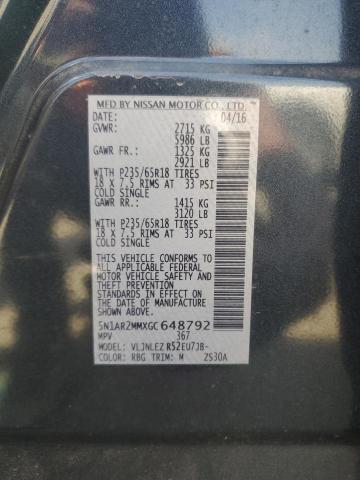 MFD BY NISSAN MOTOR CO., LTD.
DATE: 04/16
GVWR: 2715 KG
5986 LB
GAWR FR.: 1325 KG
2921 LB
WITH P235/65R18 TIRES
18 X 7.5 RIMS AT 33 PSI
COLD SINGLE
GAWR RR.: 1415 KG
3120 LB
WITH P235/65R18 TIRES
18 X 7.5 RIMS AT 33 PSI
COLD SINGLE
THIS VEHICLE CONFORMS TO
ALL APPLICABLE FEDERAL
MOTOR VEHICLE SAFETY
AND THEFT PREVENTION
STANDARDS IN EFFECT ON THE
DATE OF MANUFACTURE SHOWN
ABOVE.
5N1AR2MMXGC648792
MPV 367
MODEL: VLJNLEZ R52EU7JB-
COLOR: RBG TRIM: M ZS30A